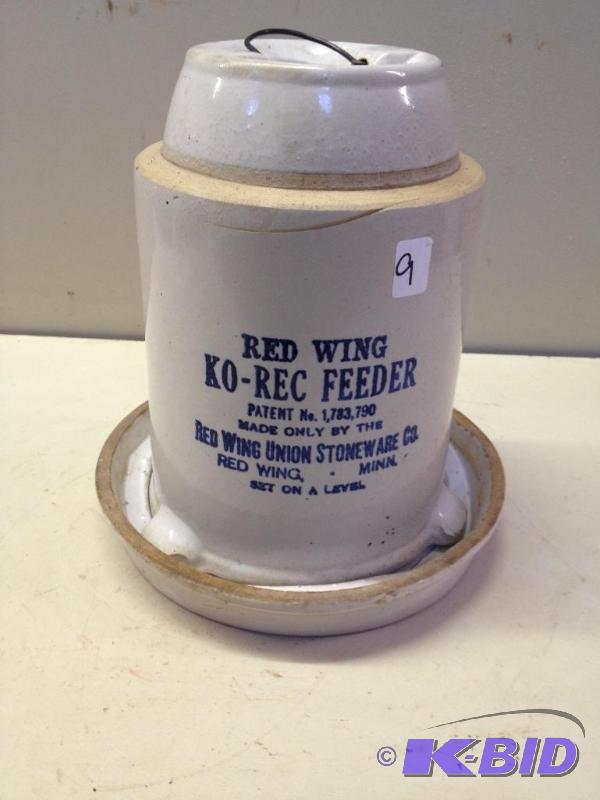 9
RED WING
KO-REC FEEDER
PATENT No. 1,783,790
MADE ONLY BY THE
RED WING UNION STONEWARE CO.
RED WING, MINN.
SET ON A LEVEL
© K-BID